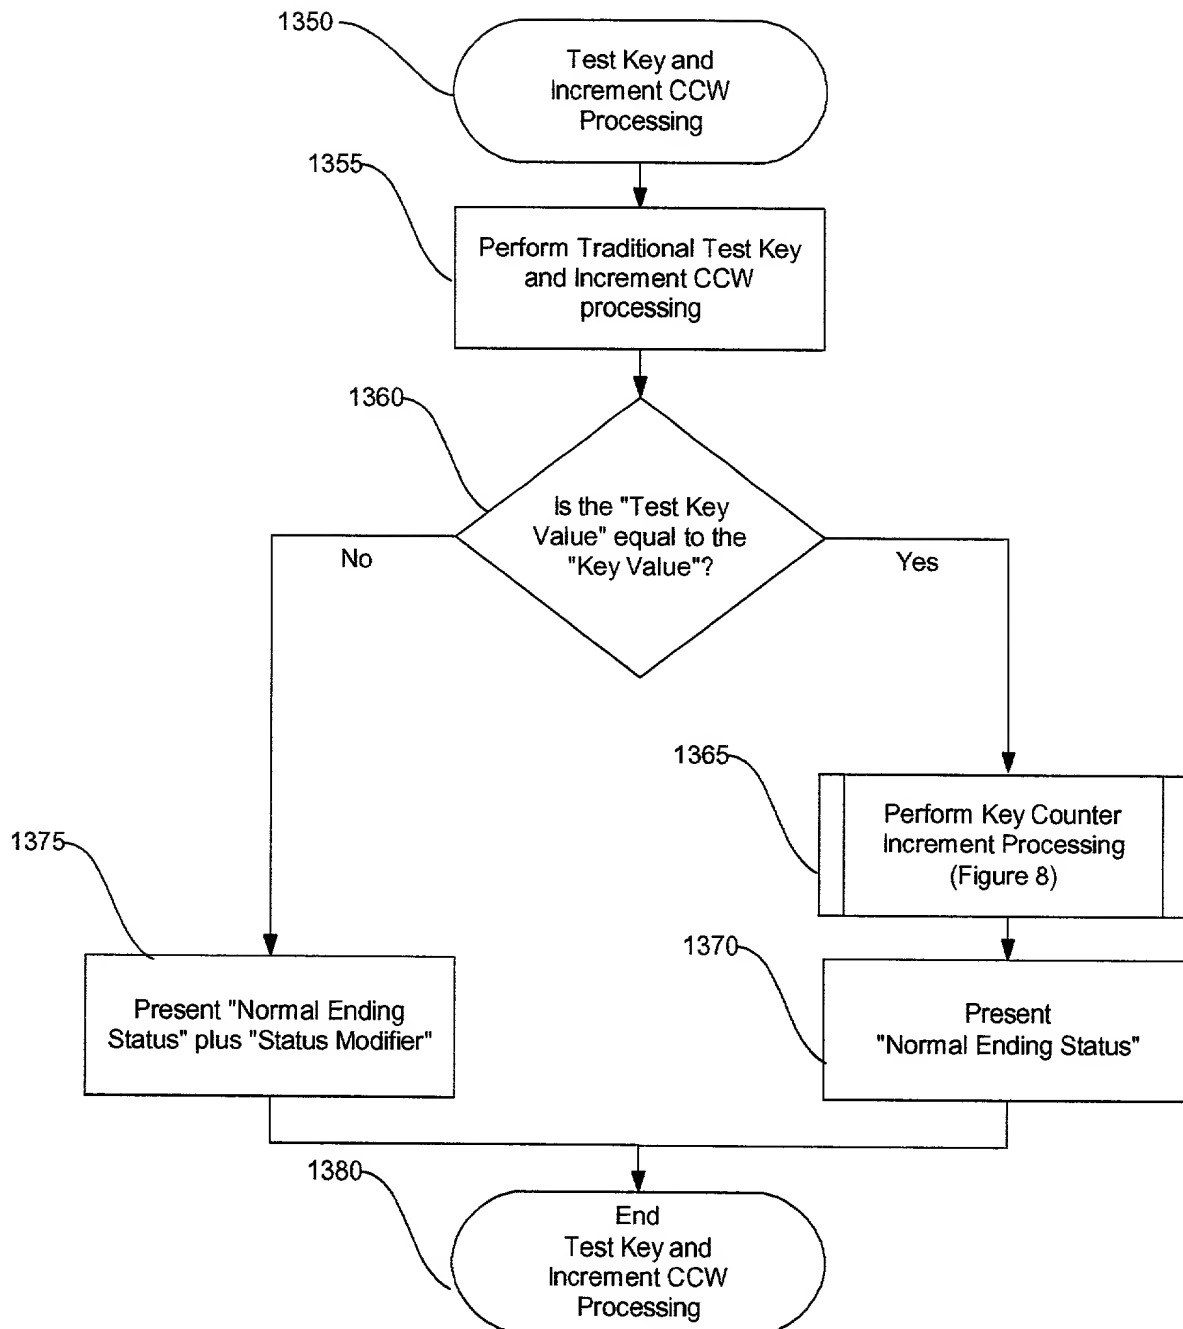 1350
Test Key and
Increment CCW
Processing
1355
Perform Traditional Test Key
and Increment CCW
processing
1360
Is the "Test Key
Value" equal to the
"Key Value"?
No
Yes
1365
Perform Key Counter
Increment Processing
(Figure 8)
1375
Present "Normal Ending
Status" plus "Status Modifier"
1370
Present
"Normal Ending Status"
1380
End
Test Key and
Increment CCW
Processing